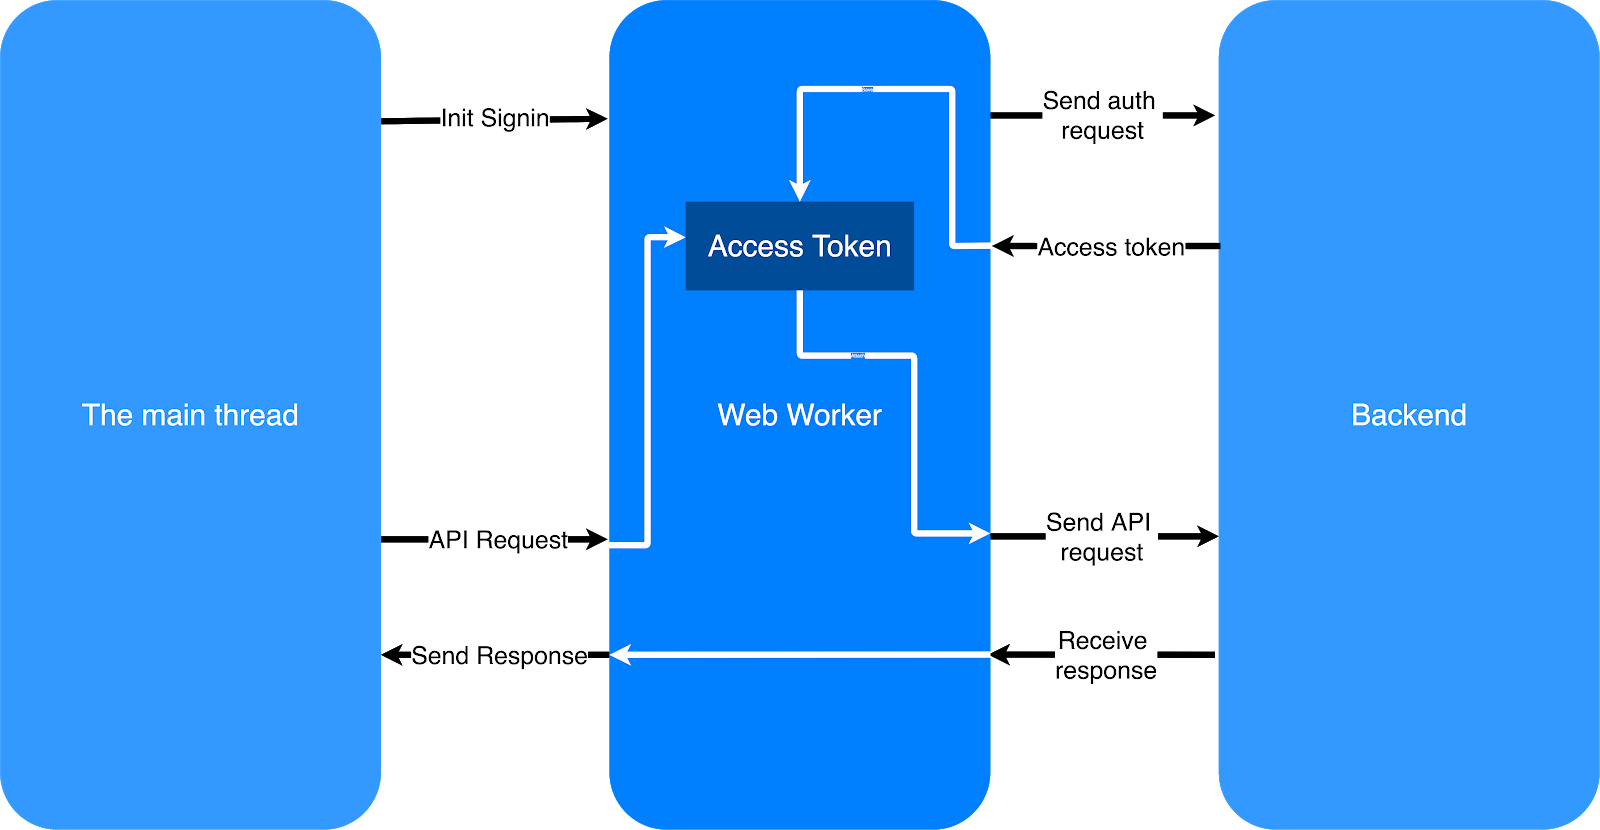 Init Signin
Send auth
request
Access Token
Access token
The main thread
Web Worker
Backend
API Request
Send API
request
Send Response
Receive
response